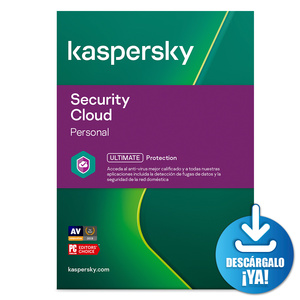 kaspersky
Security
Cloud
Personal
ULTIMATE Protection
Acceda al anti-virus mejor calificado y a todas nuestras
aplicaciones incluida la detección de fugas de datos y la
seguridad de la red doméstica
AV
PC EDITORS'
CHOICE
kaspersky.com
DESCÁRGALO
¡YA!